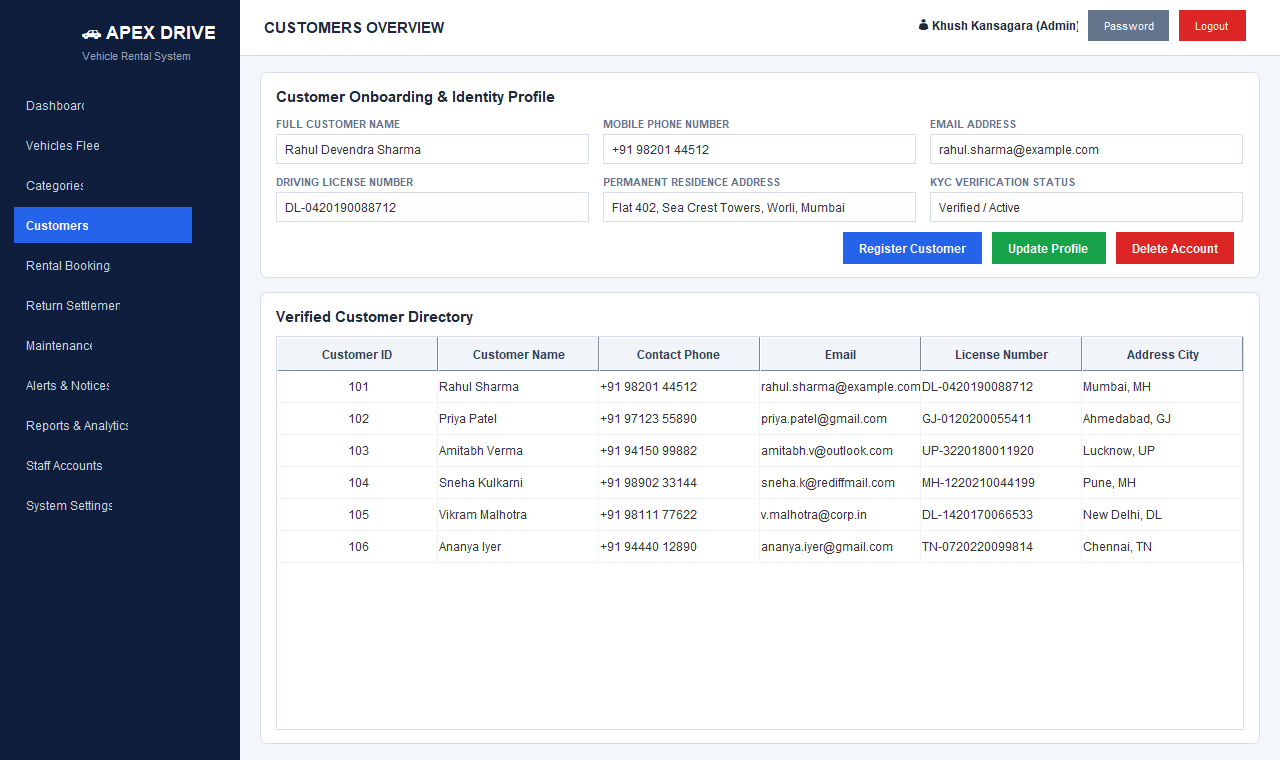 APEX DRIVE
Vehicle Rental System
Dashboard
Vehicles Flee
Categories
Customers
Rental Booking
Return Settlemen
Maintenance
Alerts & Notices
Reports & Analytics
Staff Accounts
System Settings
CUSTOMERS OVERVIEW
Khush Kansagara (Admin)
Password
Logout
Customer Onboarding & Identity Profile
FULL CUSTOMER NAME MOBILE PHONE NUMBER EMAIL ADDRESS
Rahul Devendra Sharma +91 98201 44512 rahul.sharma@example.com
DRIVING LICENSE NUMBER PERMANENT RESIDENCE ADDRESS KYC VERIFICATION STATUS
DL-0420190088712 Flat 402, Sea Crest Towers, Worli, Mumbai Verified / Active
Register Customer Update Profile Delete Account
Verified Customer Directory
Customer ID Customer Name Contact Phone Email License Number Address City
101 Rahul Sharma +91 98201 44512 rahul.sharma@example.com DL-0420190088712 Mumbai, MH
102 Priya Patel +91 97123 55890 priya.patel@gmail.com GJ-0120200055411 Ahmedabad, GJ
103 Amitabh Verma +91 94150 99882 amitabh.v@outlook.com UP-3220180011920 Lucknow, UP
104 Sneha Kulkarni +91 98902 33144 sneha.k@rediffmail.com MH-1220210044199 Pune, MH
105 Vikram Malhotra +91 98111 77622 v.malhotra@corp.in DL-1420170066533 New Delhi, DL
106 Ananya Iyer +91 94440 12890 ananya.iyer@gmail.com TN-0720220099814 Chennai, TN